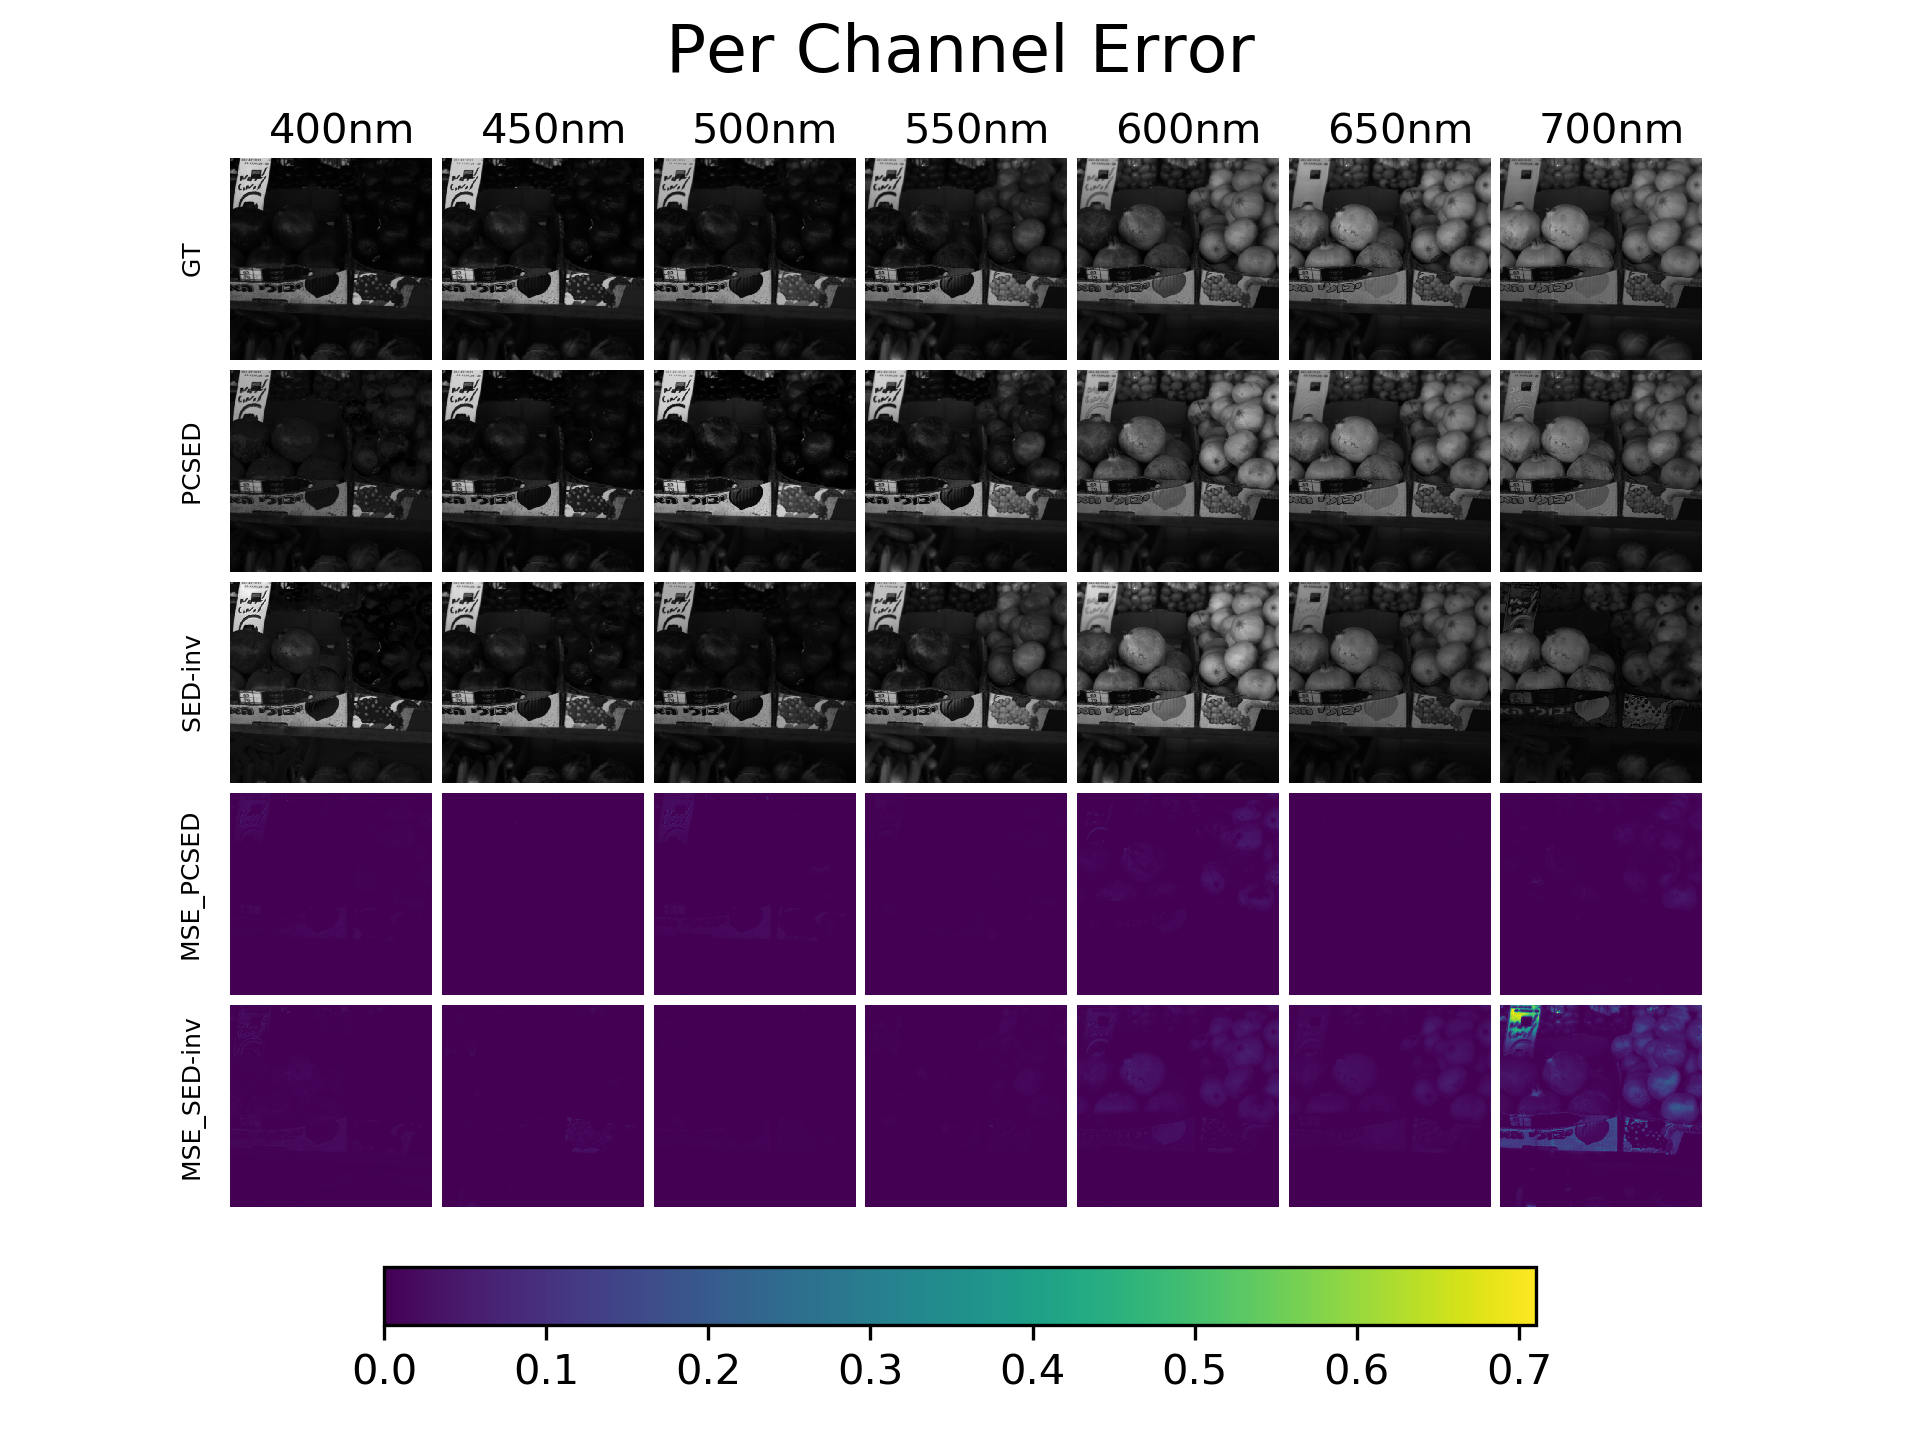 Per Channel Error
400nm 450nm 500nm 550nm 600nm 650nm 700nm
GT
PCSED
SED-inv
MSE_PCSED
MSE_SED-inv
0.0 0.1 0.2 0.3 0.4 0.5 0.6 0.7